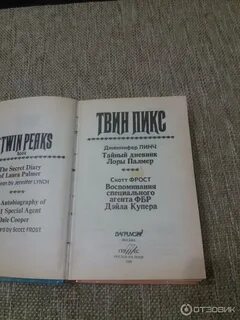 TWIN PEAKS
The Secret Diary
of Laura Palmer
by Jennifer LYNCH
Autobiography of
Special Agent
Dale Cooper
by Scott FROST
ТВИН ПИКС
Дженнифер ЛИНЧ
Тайный дневник
Лоры Палмер
Скотт ФРОСТ
Воспоминания
специального
агента ФБР
Дэйла Купера
ОТЗОВИК